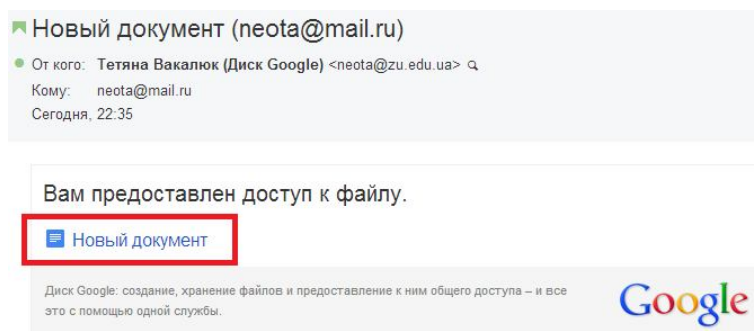 Новый документ (neota@mail.ru)
От кого: Тетяна Вакалюк (Диск Google) <neota@zu.edu.ua>
Кому: neota@mail.ru
Сегодня, 22:35
Вам предоставлен доступ к файлу.
Новый документ
Диск Google: создание, хранение файлов и предоставление к ним общего доступа – и все
это с помощью одной службы.
Google